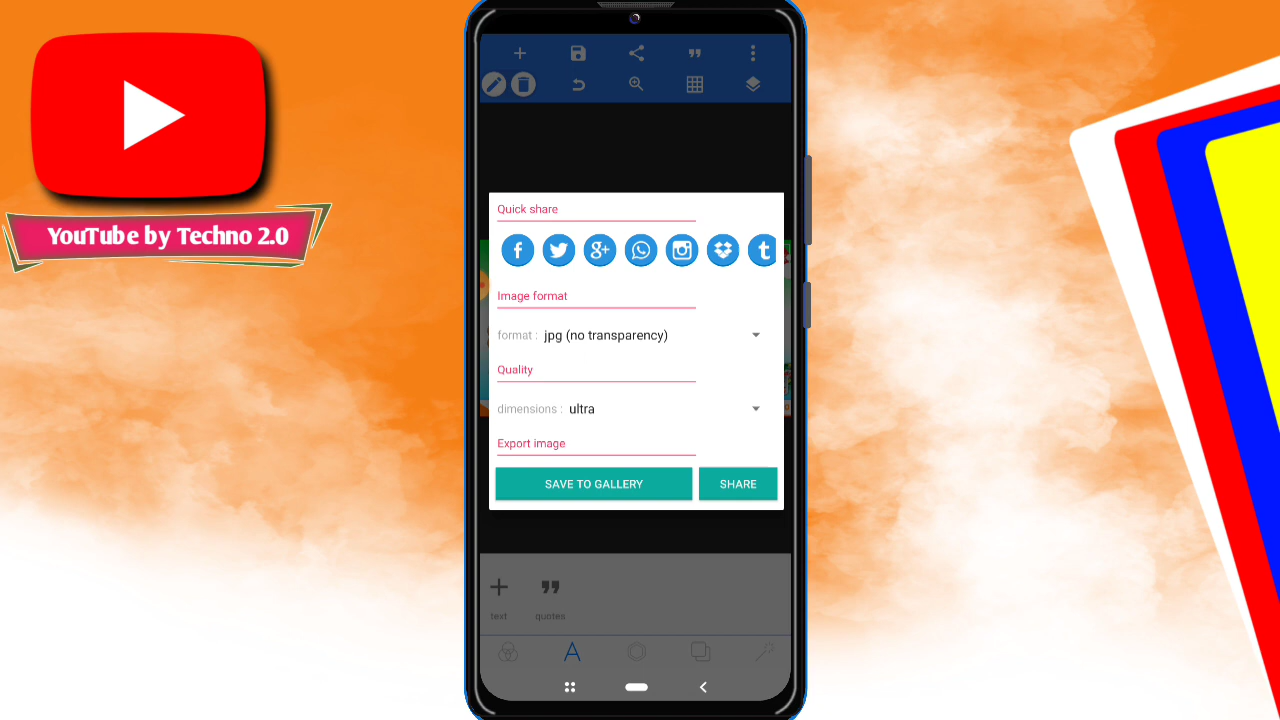 YouTube by Techno 2.0
Quick share
Image format
format : jpg (no transparency)
Quality
dimensions : ultra
Export image
SAVE TO GALLERY SHARE
text quotes